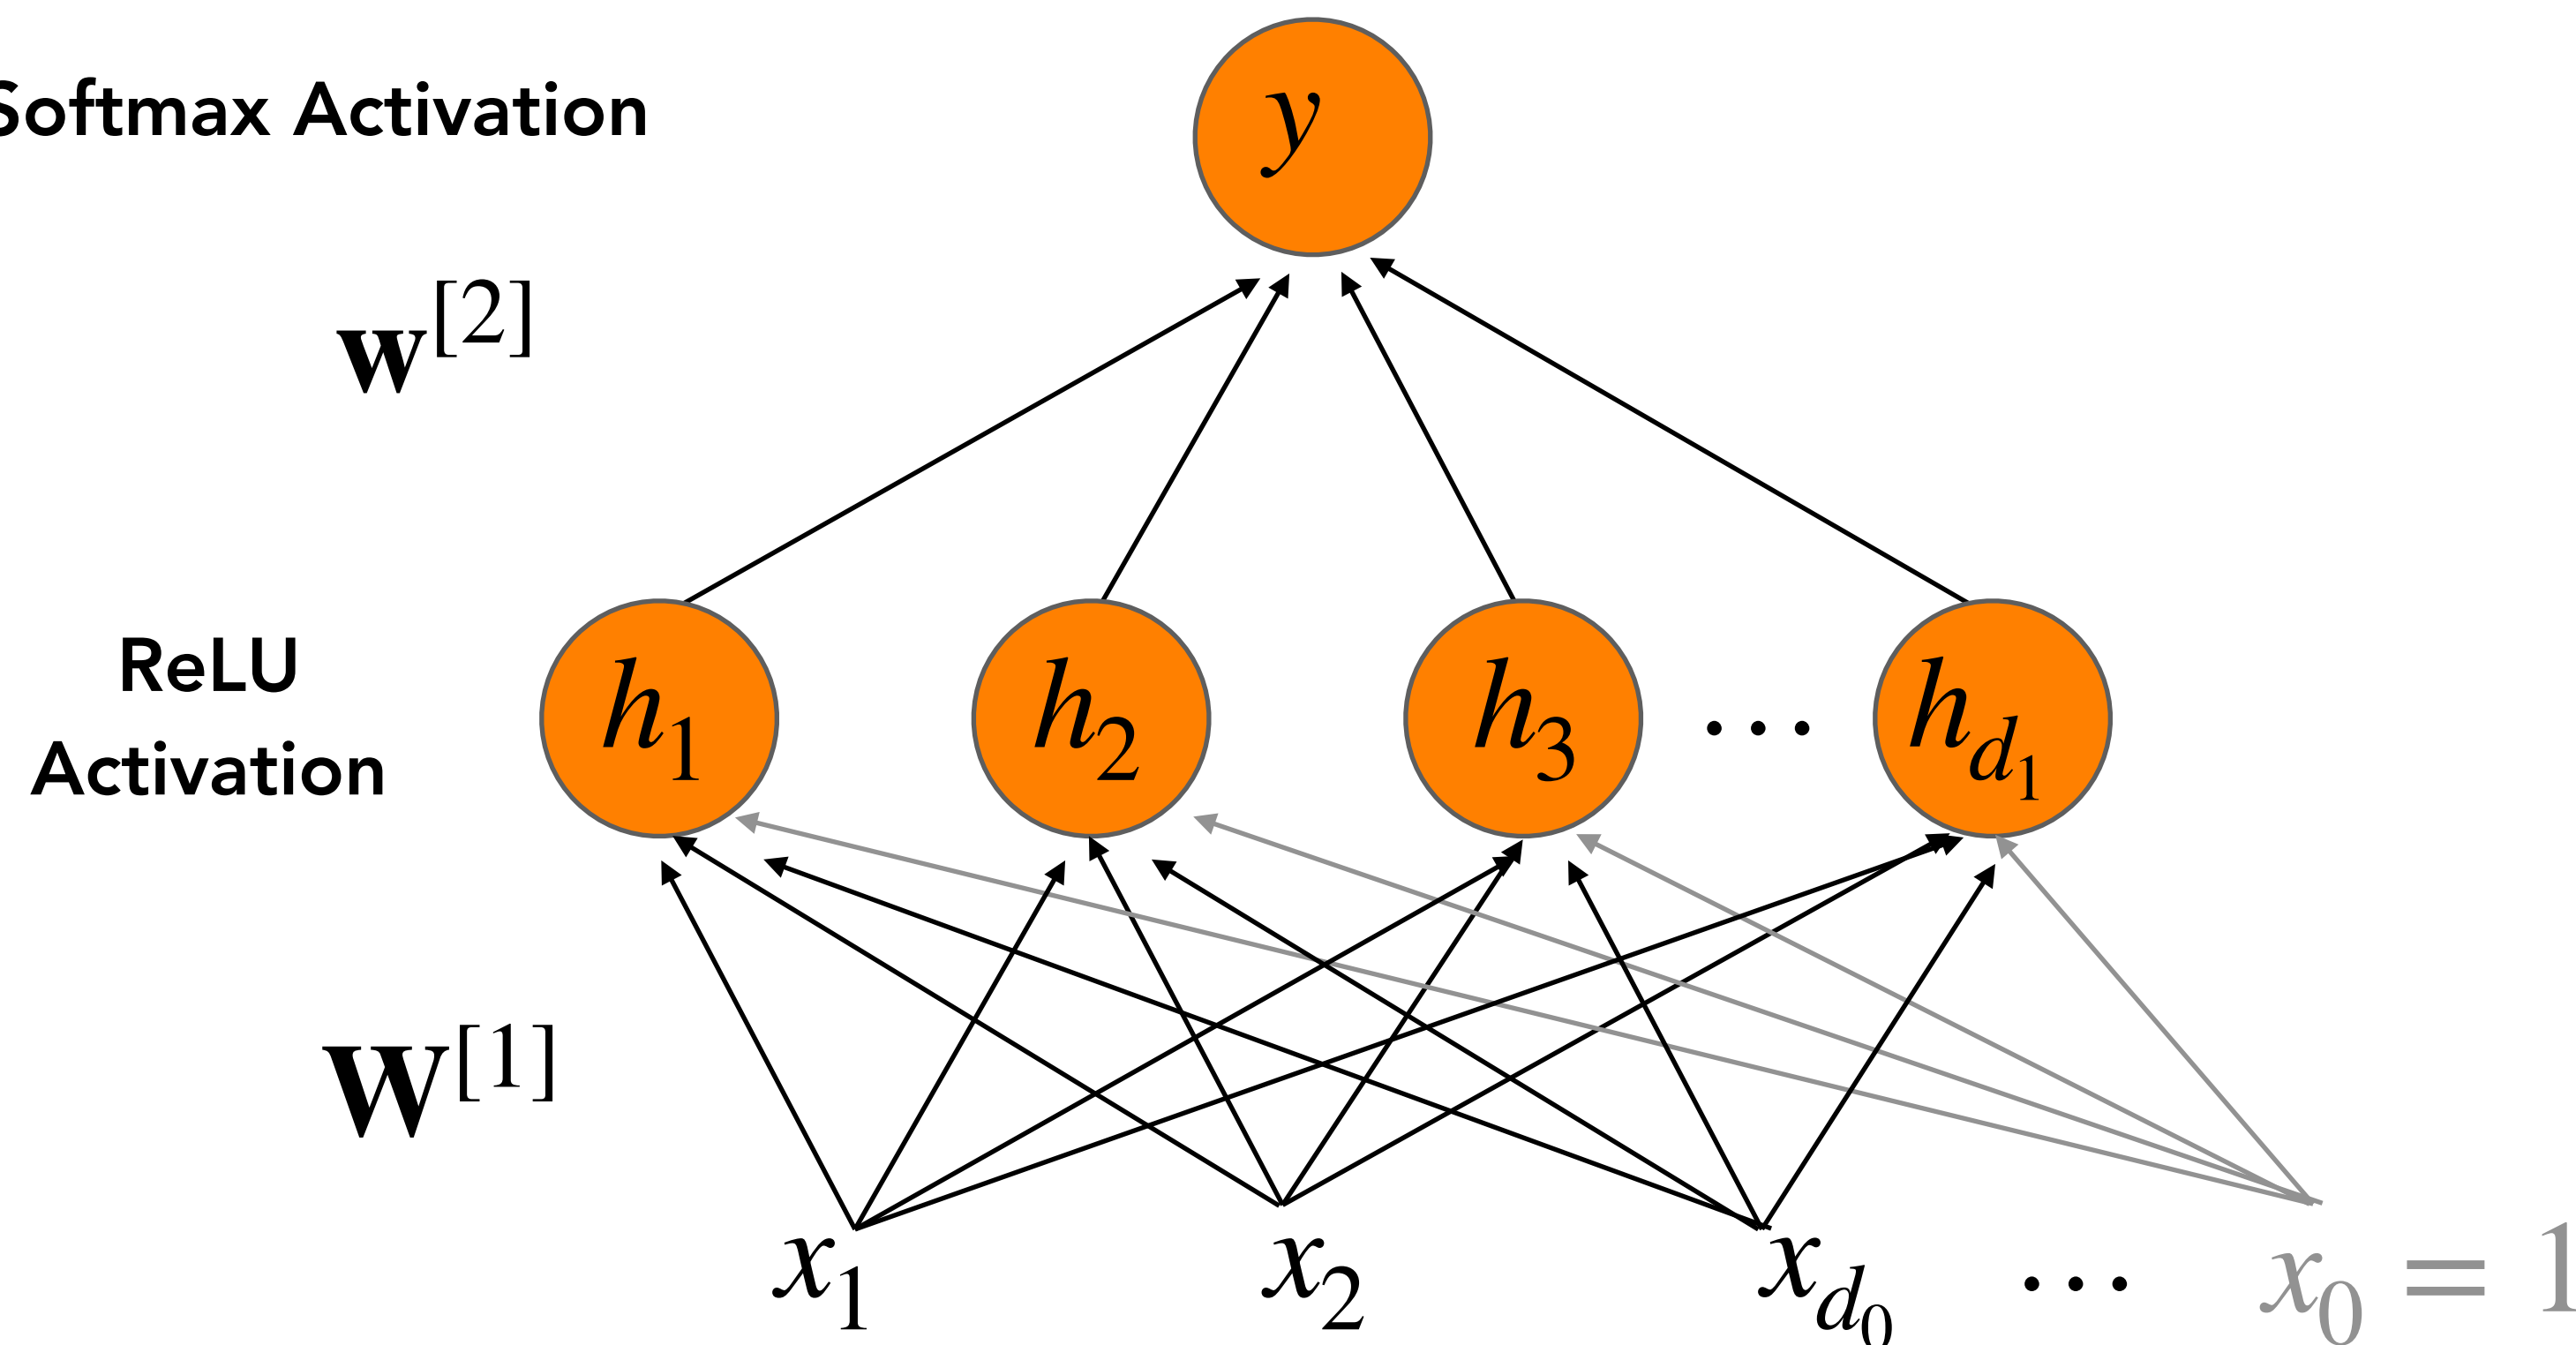 Softmax Activation
y
w[2]
ReLU
Activation
h1
h2
h3
...
hd1
W[1]
x1
x2
xd0
...
x0 = 1